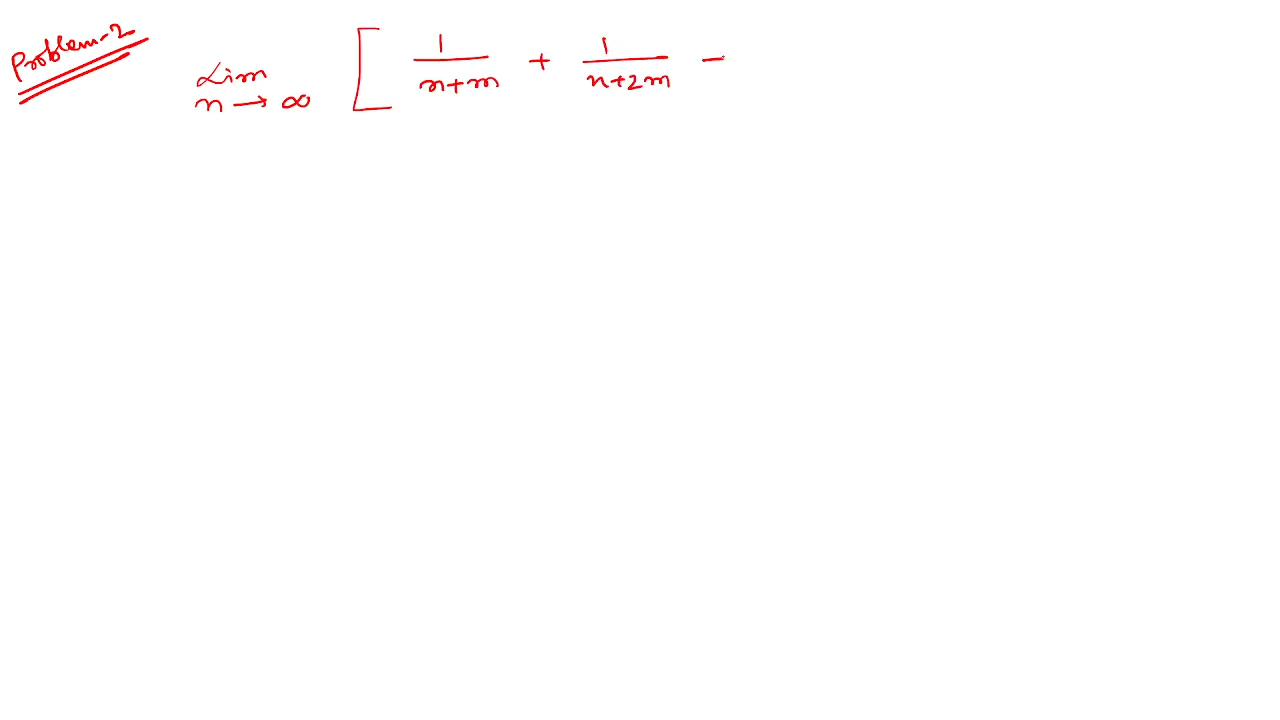 Problem-2
Lim n → ∞ [ 1/(n+m) + 1/(n+2m) –